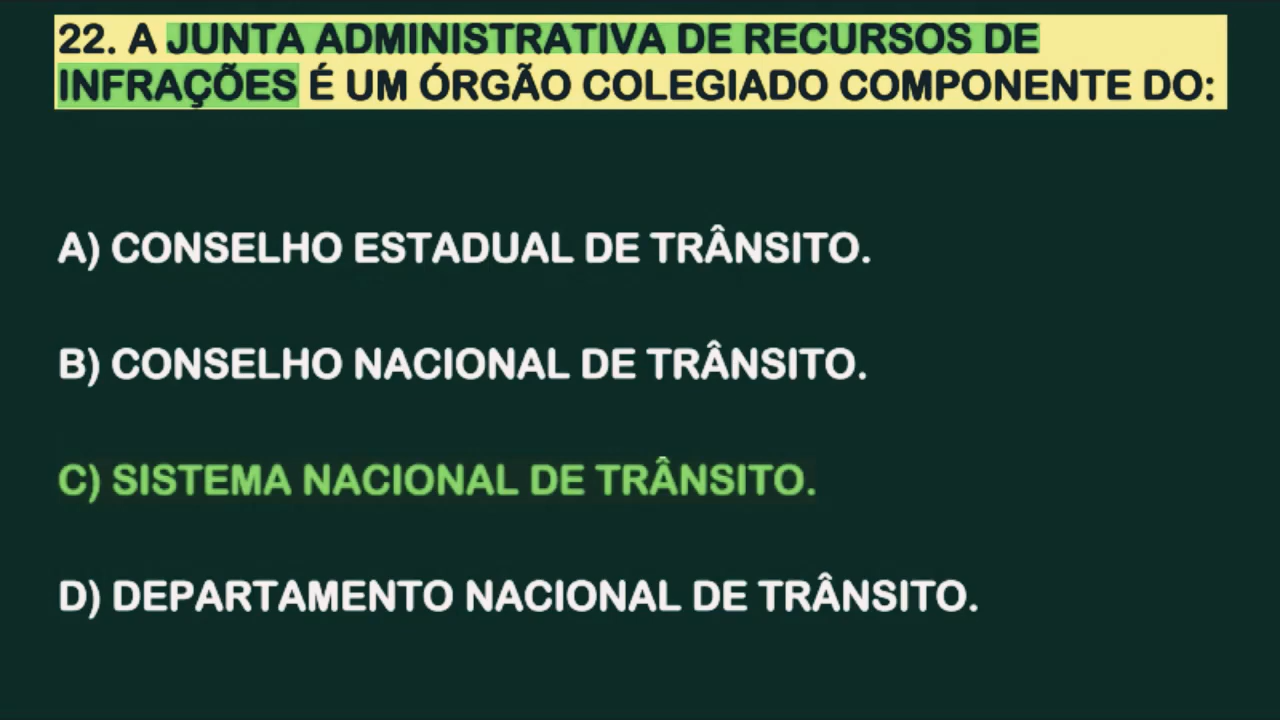 22. A JUNTA ADMINISTRATIVA DE RECURSOS DE
INFRAÇÕES É UM ÓRGÃO COLEGIADO COMPONENTE DO:
A) CONSELHO ESTADUAL DE TRÂNSITO.
B) CONSELHO NACIONAL DE TRÂNSITO.
C) SISTEMA NACIONAL DE TRÂNSITO.
D) DEPARTAMENTO NACIONAL DE TRÂNSITO.